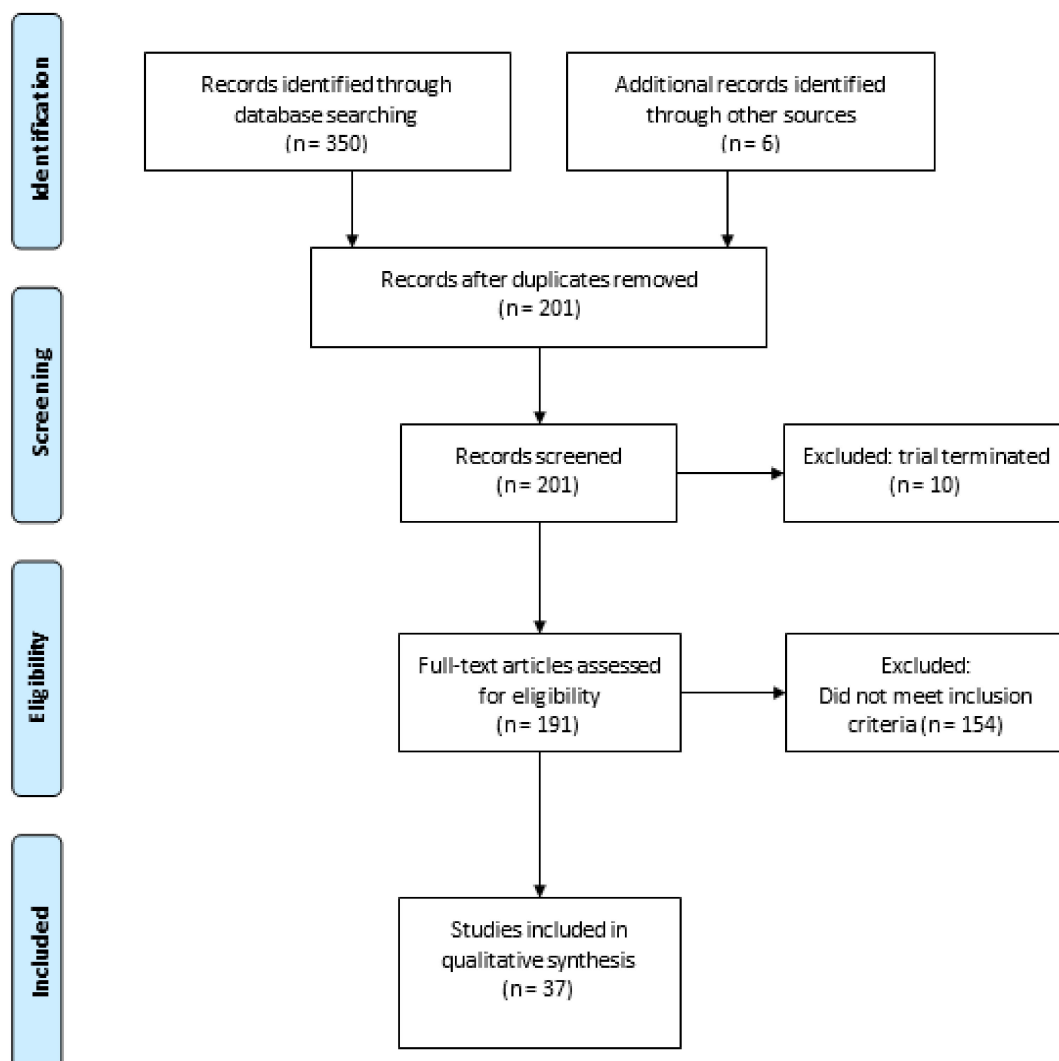 Identification
Records identified through
database searching
(n = 350)
Additional records identified
through other sources
(n = 6)
Records after duplicates removed
(n = 201)
Screening
Records screened
(n = 201)
Excluded: trial terminated
(n = 10)
Eligibility
Full-text articles assessed
for eligibility
(n = 191)
Excluded:
Did not meet inclusion
criteria (n = 154)
Included
Studies included in
qualitative synthesis
(n = 37)